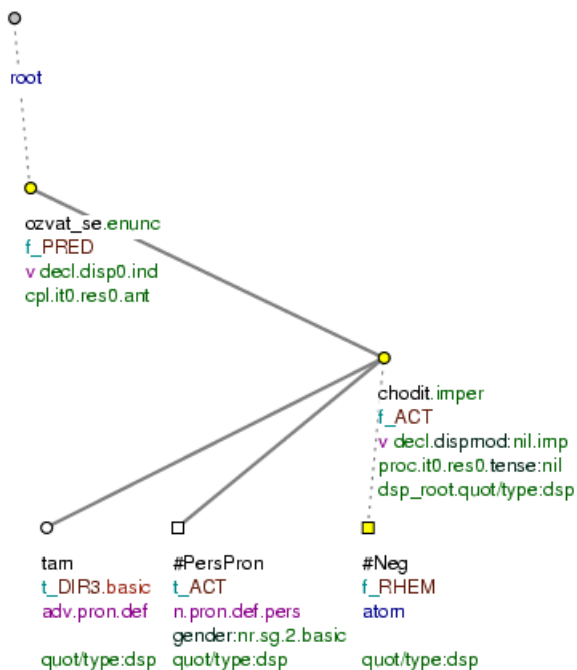 root
ozvat_se.enunc
f_PRED
v decl.disp0.ind
cpl.it0.res0.ant
chodit.imper
f_ACT
v decl.dispmod:nil.imp
proc.it0.res0.tense:nil
dsp_root.quot/type:dsp
tam
t_DIR3.basic
adv.pron.def
quot/type:dsp
#PersPron
t_ACT
n.pron.def.pers
gender:nr.sg.2.basic
quot/type:dsp
#Neg
f_RHEM
atom
quot/type:dsp